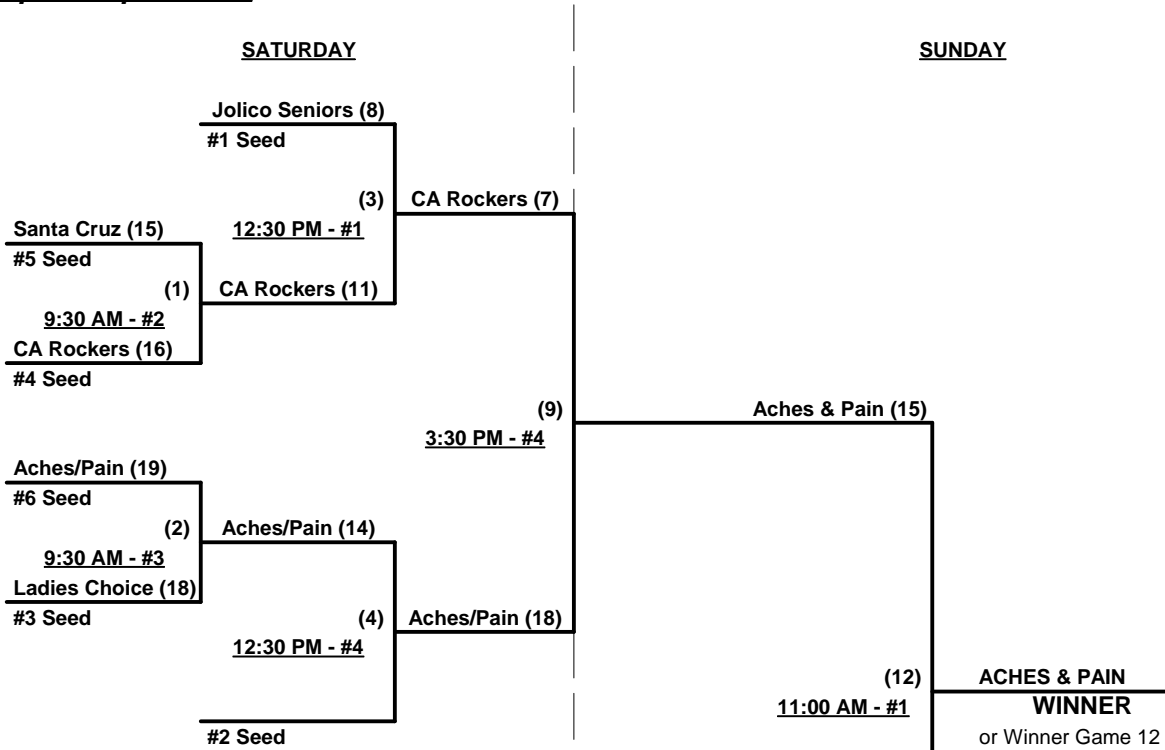 SATURDAY
SUNDAY
Jolico Seniors (8)
#1 Seed
(3)
12:30 PM - #1
CA Rockers (7)
Santa Cruz (15)
#5 Seed
(1)
9:30 AM - #2
CA Rockers (11)
CA Rockers (16)
#4 Seed
(9)
3:30 PM - #4
Aches & Pain (15)
Aches/Pain (19)
#6 Seed
(2)
9:30 AM - #3
Aches/Pain (14)
Ladies Choice (18)
#3 Seed
(4)
12:30 PM - #4
Aches/Pain (18)
#2 Seed
(12)
11:00 AM - #1
ACHES & PAIN
WINNER
or Winner Game 12